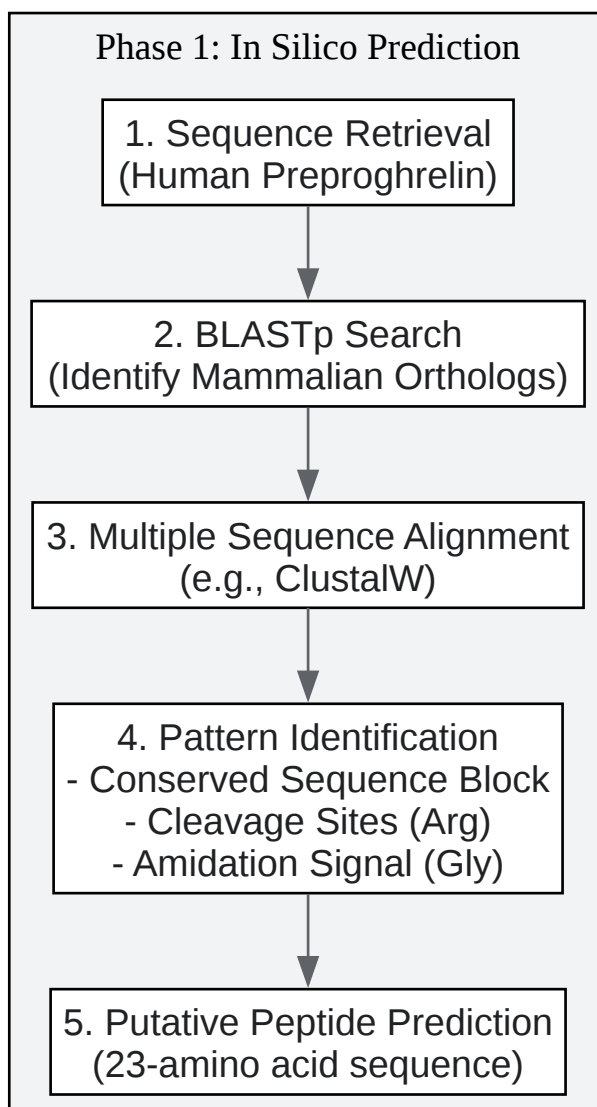 Phase 1: In Silico Prediction
1. Sequence Retrieval
(Human Preproghrelin)
2. BLASTp Search
(Identify Mammalian Orthologs)
3. Multiple Sequence Alignment
(e.g., ClustalW)
4. Pattern Identification
- Conserved Sequence Block
- Cleavage Sites (Arg)
- Amidation Signal (Gly)
5. Putative Peptide Prediction
(23-amino acid sequence)